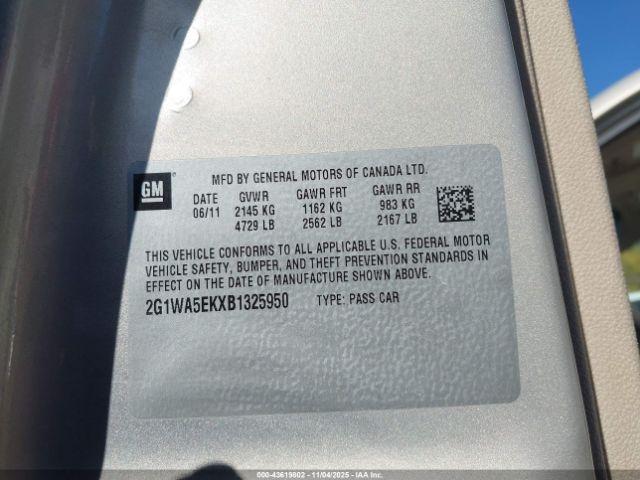 GM
MFD BY GENERAL MOTORS OF CANADA LTD.
DATE GVWR GAWR FRT GAWR RR
06/11 2145 KG 1162 KG 983 KG
4729 LB 2562 LB 2167 LB
THIS VEHICLE CONFORMS TO ALL APPLICABLE U.S. FEDERAL MOTOR
VEHICLE SAFETY, BUMPER, AND THEFT PREVENTION STANDARDS IN
EFFECT ON THE DATE OF MANUFACTURE SHOWN ABOVE.
2G1WA5EKXB1325950 TYPE: PASS CAR
000-43619802 - 11/04/2025 - IAAI.COM